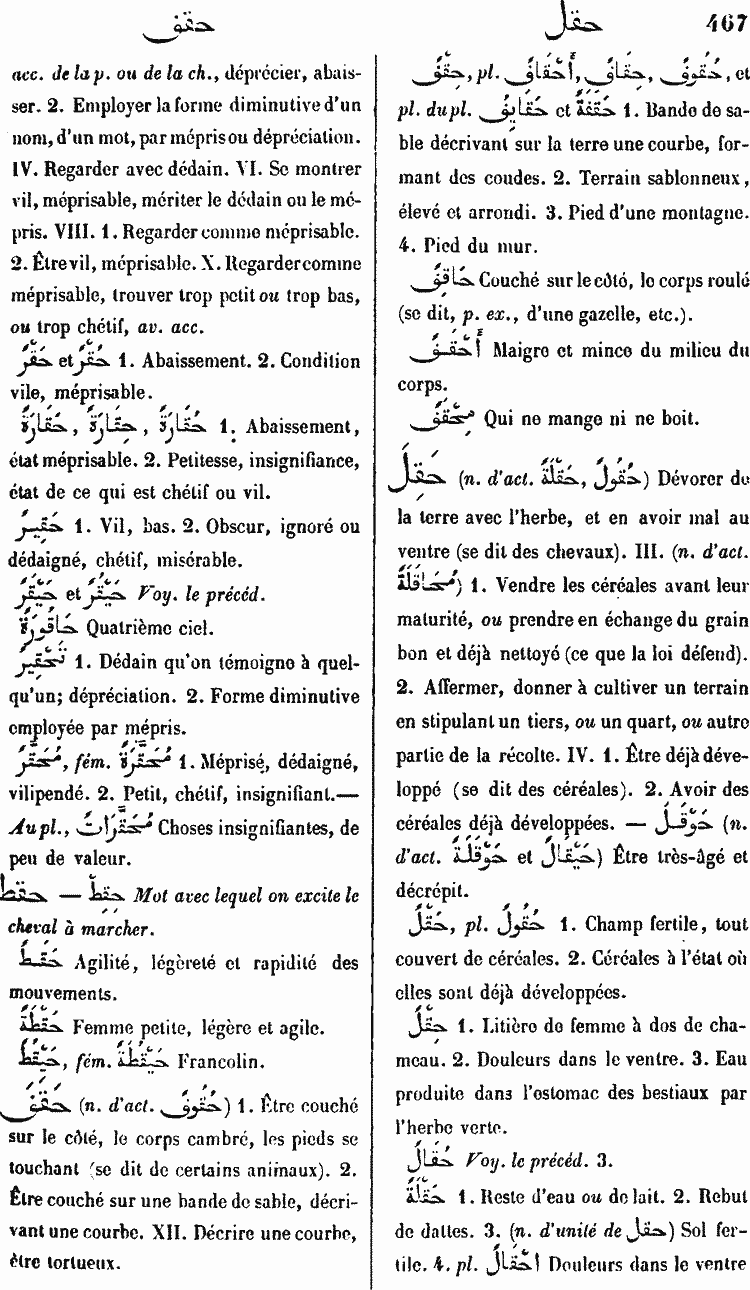 حقف
حقل
467
acc. de la p. ou de la ch., déprécier, abais-
ser. 2. Employer la forme diminutive d'un
nom, d'un mot, par mépris ou dépréciation.
IV. Regarder avec dédain. VI. Se montrer
vil, méprisable, mériter le dédain ou le mé-
pris. VIII. 1. Regarder comme méprisable.
2. Être vil, méprisable. X. Regarder comme
méprisable, trouver trop petit ou trop bas,
ou trop chétif, av. acc.
حَقْرٌ et حُقْرٌ 1. Abaissement. 2. Condition
vile, méprisable.
حُقَارَةٌ, حِقَارَةٌ, حَقَارَةٌ 1. Abaissement,
état méprisable. 2. Petitesse, insignifiance,
état de ce qui est chétif ou vil.
حَقِيرٌ 1. Vil, bas. 2. Obscur, ignoré ou
dédaigné, chétif, misérable.
حَيْقَرٌ et حَيْقُرٌ Voy. le précéd.
حَاقُورَةٌ Quatrième ciel.
تَحْقِيرٌ 1. Dédain qu'on témoigne à quel-
qu'un; dépréciation. 2. Forme diminutive
employée par mépris.
مُحَقَّرٌ, fém. مُحَقَّرَةٌ 1. Méprisé, dédaigné,
vilipendé. 2. Petit, chétif, insignifiant.—
Au pl., مُحَقَّرَاتٌ Choses insignifiantes, de
peu de valeur.
حقط — حِقِطْ Mot avec lequel on excite le
cheval à marcher.
حَقَطٌ Agilité, légèreté et rapidité des
mouvements.
حَقْطَةٌ Femme petite, légère et agile.
حَيْقُطٌ, fém. حَيْقُطَةٌ Francolin.
حَقَفَ (n. d'act. حُقُوفٌ) 1. Être couché
sur le côté, le corps cambré, les pieds se
touchant (se dit de certains animaux). 2.
Être couché sur une bande de sable, décri-
vant une courbe. XII. Décrire une courbe,
être tortueux.
حِقْفٌ, pl. أَحْقَافٌ, حِقَافٌ, حُقُوفٌ, et
pl. du pl. حَقَايِفُ et حِقَفَةٌ 1. Bande de sa-
ble décrivant sur la terre une courbe, for-
mant des coudes. 2. Terrain sablonneux,
élevé et arrondi. 3. Pied d'une montagne.
4. Pied du mur.
حَاقِفٌ Couché sur le côté, le corps roulé
(se dit, p. ex., d'une gazelle, etc.).
أَحْقَفُ Maigre et mince du milieu du
corps.
مِحْقَفٌ Qui ne mange ni ne boit.
حَقِلَ (n. d'act. حَقْلَةٌ, حُقُولٌ) Dévorer de
la terre avec l'herbe, et en avoir mal au
ventre (se dit des chevaux). III. (n. d'act.
مُحَاقَلَةٌ) 1. Vendre les céréales avant leur
maturité, ou prendre en échange du grain
bon et déjà nettoyé (ce que la loi défend).
2. Affermer, donner à cultiver un terrain
en stipulant un tiers, ou un quart, ou autre
partie de la récolte. IV. 1. Être déjà déve-
loppé (se dit des céréales). 2. Avoir des
céréales déjà développées. — حَوْقَلَ (n.
d'act. حَوْقَلَةٌ et حِيقَالٌ) Être très-âgé et
décrépit.
حَقْلٌ, pl. حُقُولٌ 1. Champ fertile, tout
couvert de céréales. 2. Céréales à l'état où
elles sont déjà développées.
حِقْلٌ 1. Litière de femme à dos de cha-
meau. 2. Douleurs dans le ventre. 3. Eau
produite dans l'estomac des bestiaux par
l'herbe verte.
حُقَالٌ Voy. le précéd. 3.
حَقْلَةٌ 1. Reste d'eau ou de lait. 2. Rebut
de dattes. 3. (n. d'unité de حقل) Sol fer-
tile. 4. pl. أَحْقَالٌ Douleurs dans le ventre